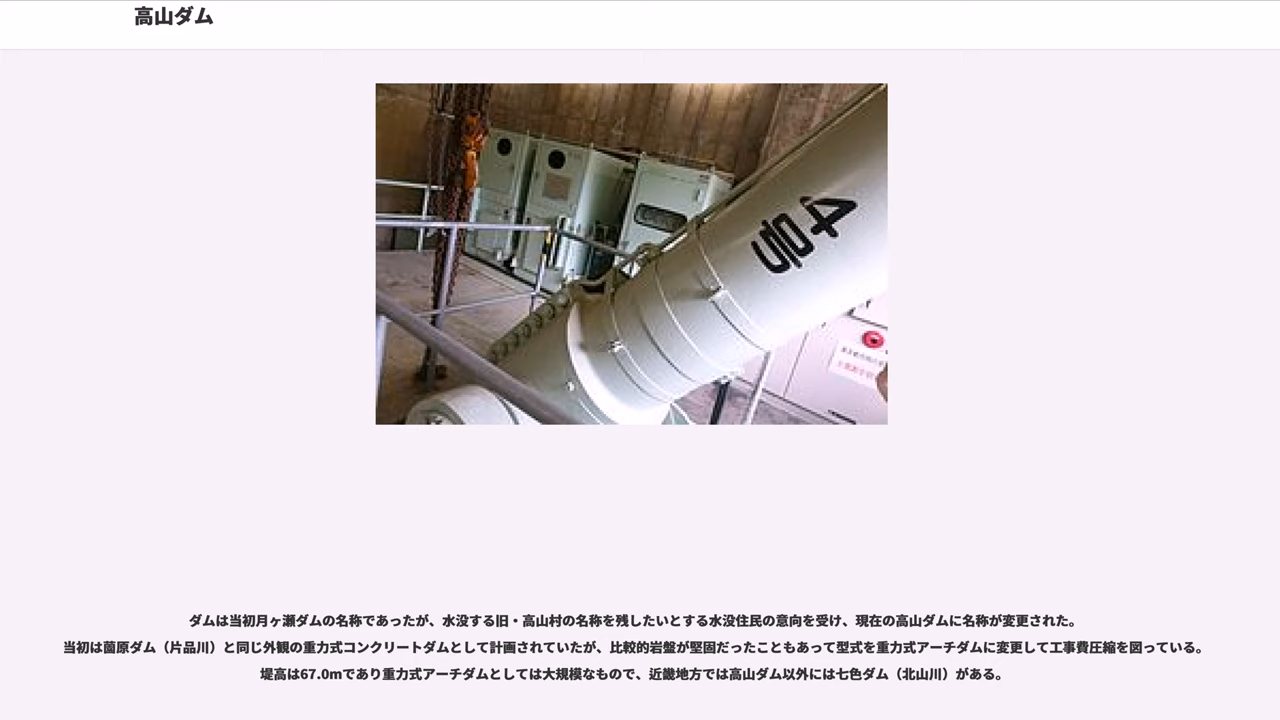 高山ダム
4号
ダムは当初月ヶ瀬ダムの名称であったが、水没する旧・高山村の名称を残したいとする水没住民の意向を受け、現在の高山ダムに名称が変更された。
当初は薗原ダム（片品川）と同じ外観の重力式コンクリートダムとして計画されていたが、比較的岩盤が堅固だったこともあって型式を重力式アーチダムに変更して工事費圧縮を図っている。
堤高は67.0mであり重力式アーチダムとしては大規模なもので、近畿地方では高山ダム以外には七色ダム（北山川）がある。